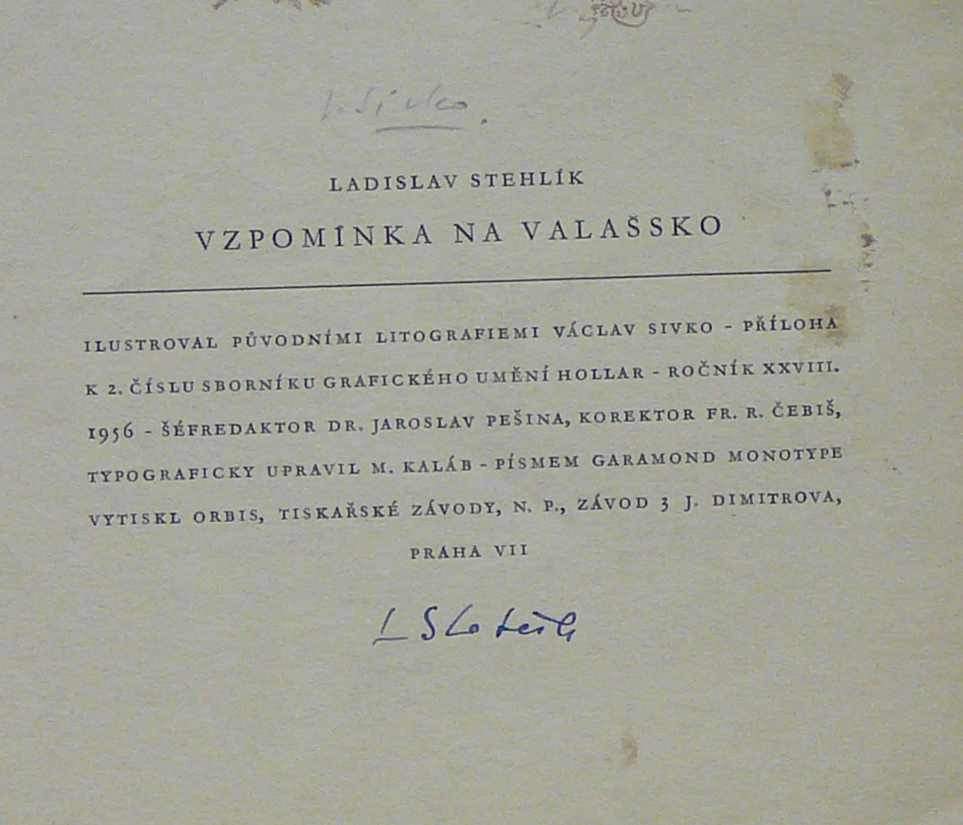 LADISLAV STEHLÍK
VZPOMÍNKA NA VALAŠSKO
ILUSTROVAL PŮVODNÍMI LITOGRAFIEMI VÁCLAV SIVKO - PŘÍLOHA
K 2. ČÍSLU SBORNÍKU GRAFICKÉHO UMĚNÍ HOLLAR - ROČNÍK XXVIII.
1956 - ŠÉFREDAKTOR DR. JAROSLAV PEŠINA, KOREKTOR FR. R. ČEBIŠ,
TYPOGRAFICKY UPRAVIL M. KALÁB - PÍSMEM GARAMOND MONOTYPE
VYTISKL ORBIS, TISKAŘSKÉ ZÁVODY, N. P., ZÁVOD 3 J. DIMITROVA,
PRAHA VII